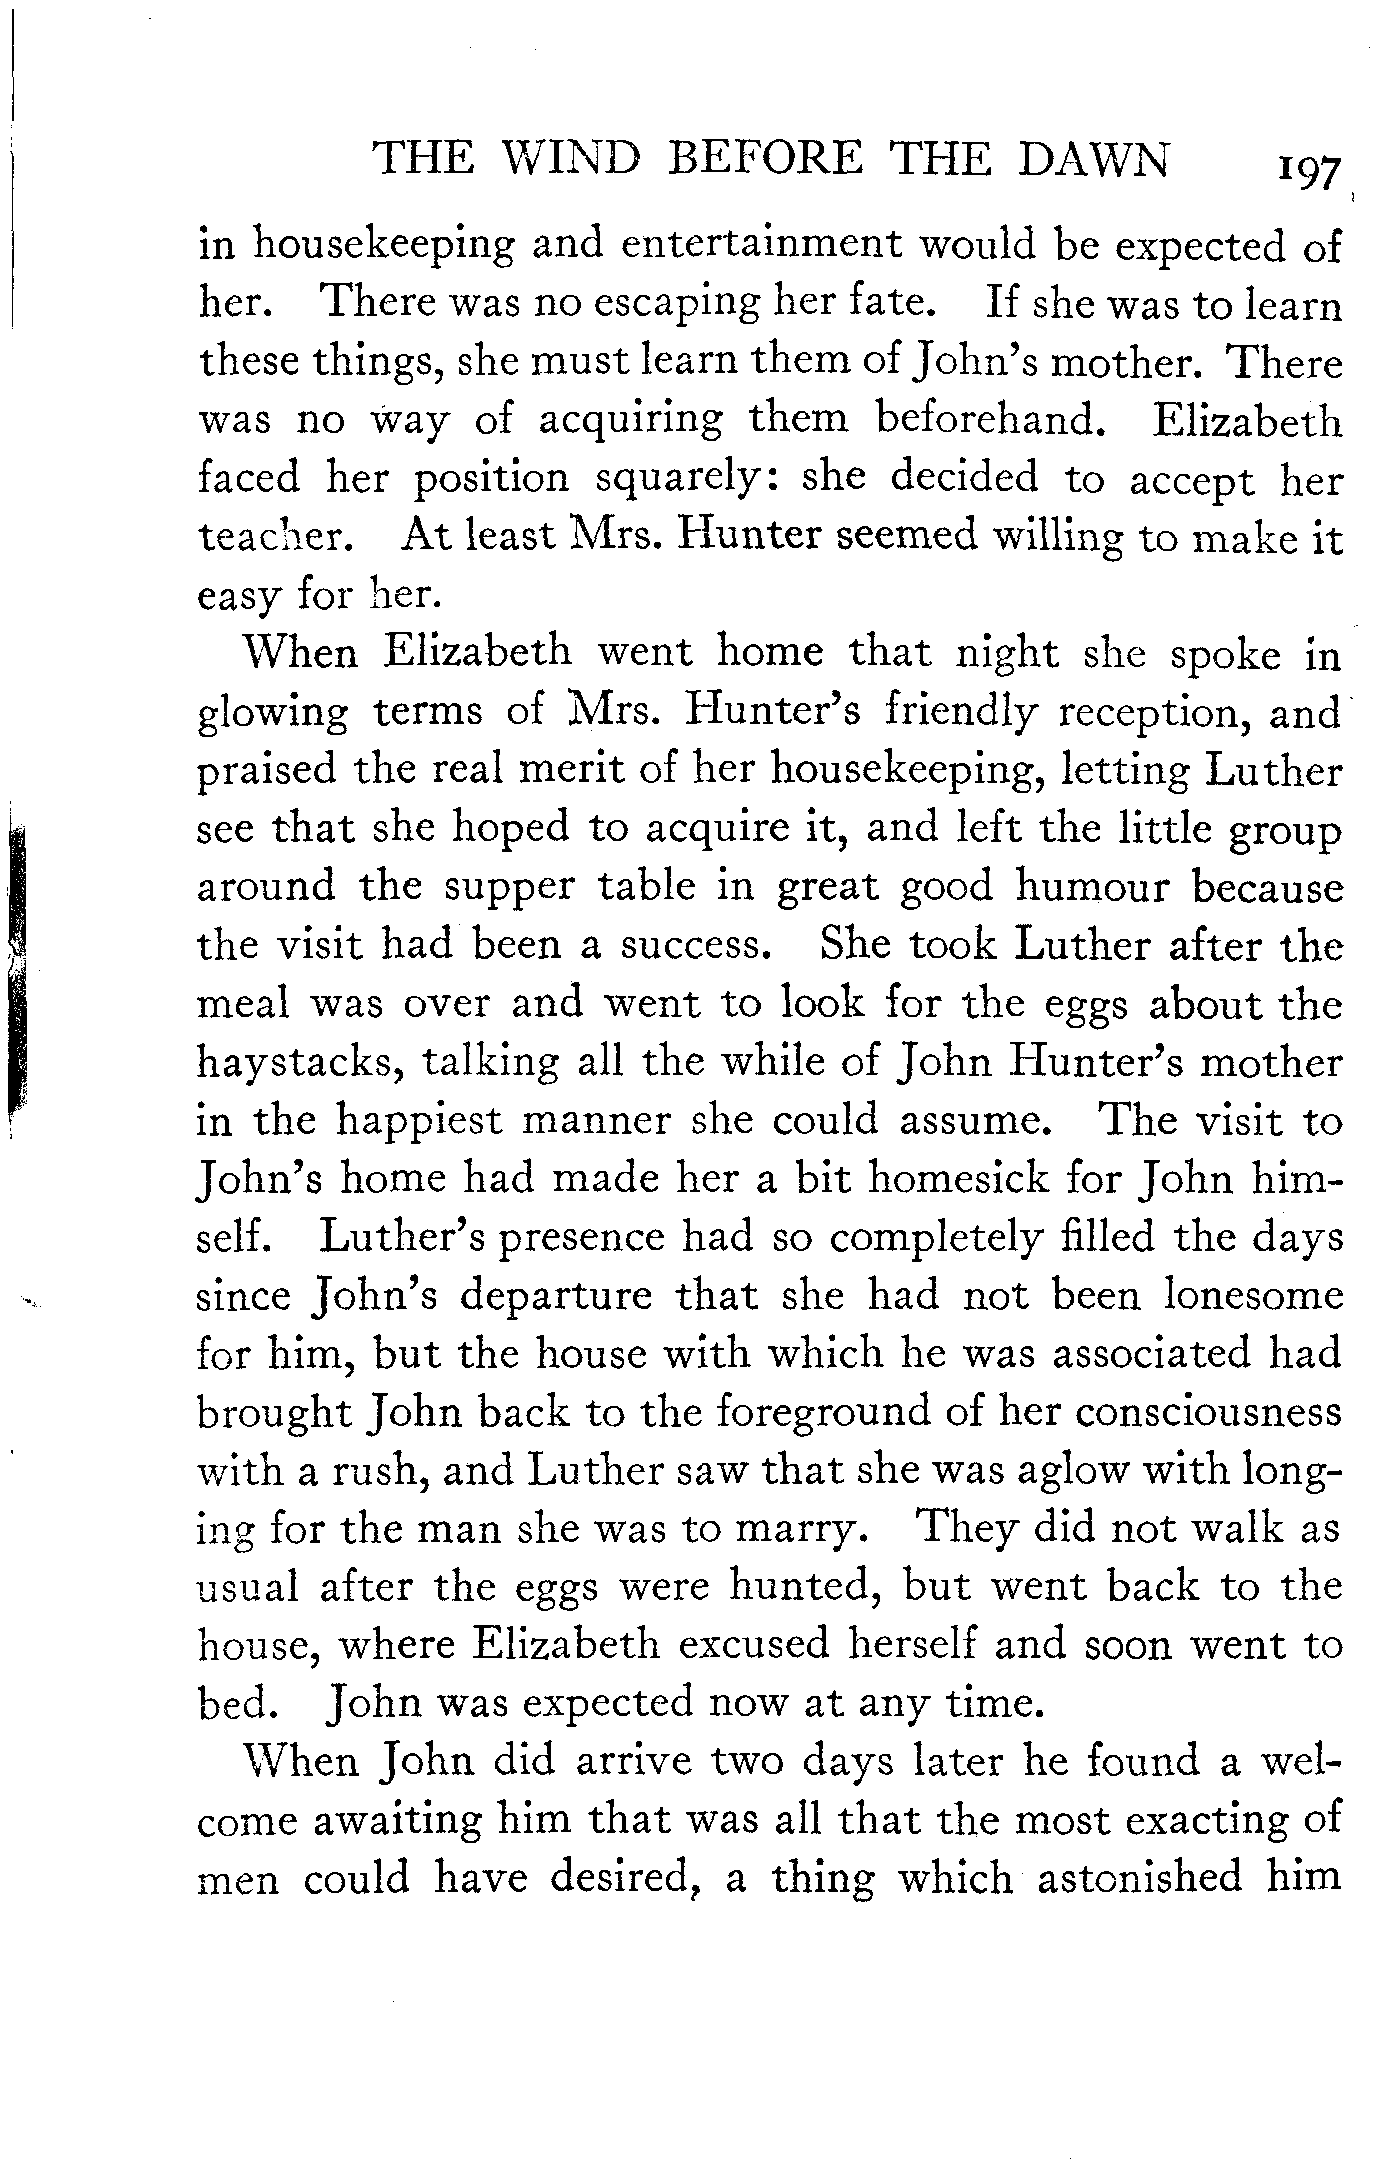 THE WIND BEFORE THE DAWN 197
in housekeeping and entertainment would be expected of
her. There was no escaping her fate. If she was to learn
these things, she must learn them of John's mother. There
was no way of acquiring them beforehand. Elizabeth
faced her position squarely: she decided to accept her
teacher. At least Mrs. Hunter seemed willing to make it
easy for her.
When Elizabeth went home that night she spoke in
glowing terms of Mrs. Hunter's friendly reception, and
praised the real merit of her housekeeping, letting Luther
see that she hoped to acquire it, and left the little group
around the supper table in great good humour because
the visit had been a success. She took Luther after the
meal was over and went to look for the eggs about the
haystacks, talking all the while of John Hunter's mother
in the happiest manner she could assume. The visit to
John's home had made her a bit homesick for John him-
self. Luther's presence had so completely filled the days
since John's departure that she had not been lonesome
for him, but the house with which he was associated had
brought John back to the foreground of her consciousness
with a rush, and Luther saw that she was aglow with long-
ing for the man she was to marry. They did not walk as
usual after the eggs were hunted, but went back to the
house, where Elizabeth excused herself and soon went to
bed. John was expected now at any time.
When John did arrive two days later he found a wel-
come awaiting him that was all that the most exacting of
men could have desired, a thing which astonished him